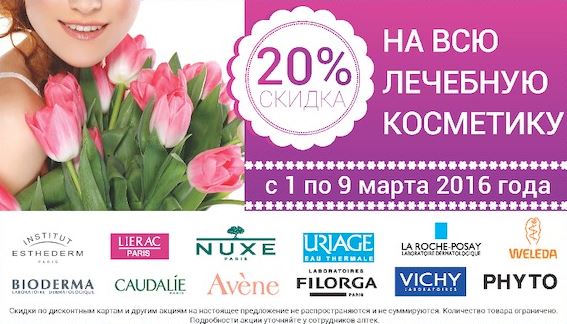 20%
СКИДКА
НА ВСЮ
ЛЕЧЕБНУЮ
КОСМЕТИКУ
с 1 по 9 марта 2016 года
INSTITUT
ESTHEDERM
PARIS
LIERAC
PARIS
NUXE
PARIS
URIAGE
EAU THERMALE
LA ROCHE-POSAY
LABORATOIRE DERMATOLOGIQUE
WELEDA
BIODERMA
LABORATOIRE DERMATOLOGIQUE
CAUDALÍE
PARIS
Avène
LABORATOIRES
FILORGA
PARIS
VICHY
LABORATOIRES
PHYTO
Скидки по дисконтным картам и другим акциям на настоящее предложение не распространяются и не суммируются. Количество товара ограничено.
Подробности акции уточняйте у сотрудников аптек.